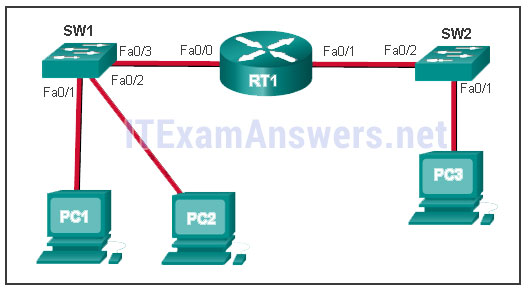 SW1
SW2
Fa0/3
Fa0/0
Fa0/1
Fa0/2
Fa0/2
RT1
Fa0/1
Fa0/1
ITExamAnswers.net
PC3
PC1
PC2